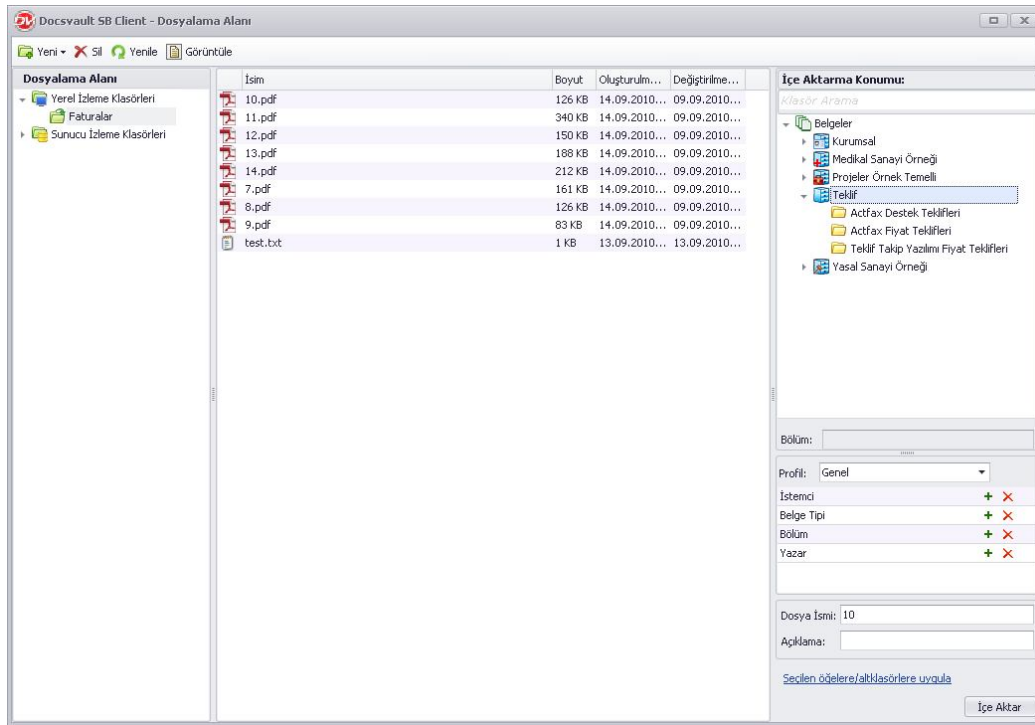 Docsvault SB Client - Dosyalama Alanı
Yeni Sil Yenile Görüntüle
Dosyalama Alanı
Yerel İzleme Klasörleri
Faturalar
Sunucu İzleme Klasörleri
İsim Boyut Oluşturulm... Değiştirilme...
10.pdf 126 KB 14.09.2010... 09.09.2010...
11.pdf 340 KB 14.09.2010... 09.09.2010...
12.pdf 150 KB 14.09.2010... 09.09.2010...
13.pdf 188 KB 14.09.2010... 09.09.2010...
14.pdf 212 KB 14.09.2010... 09.09.2010...
7.pdf 161 KB 14.09.2010... 09.09.2010...
8.pdf 126 KB 14.09.2010... 09.09.2010...
9.pdf 83 KB 14.09.2010... 09.09.2010...
test.txt 1 KB 13.09.2010... 13.09.2010...
İçe Aktarma Konumu:
Klasör Arama
Belgeler
Kurumsal
Medikal Sanayi Örneği
Projeler Örnek Temelli
Teklif
Actfax Destek Teklifleri
Actfax Fiyat Teklifleri
Teklif Takip Yazılımı Fiyat Teklifleri
Yasal Sanayi Örneği
Bölüm:
Profil: Genel
İstemci
Belge Tipi
Bölüm
Yazar
Dosya İsmi: 10
Açıklama:
Seçilen öğelere/altklasörlere uygula
İçe Aktar